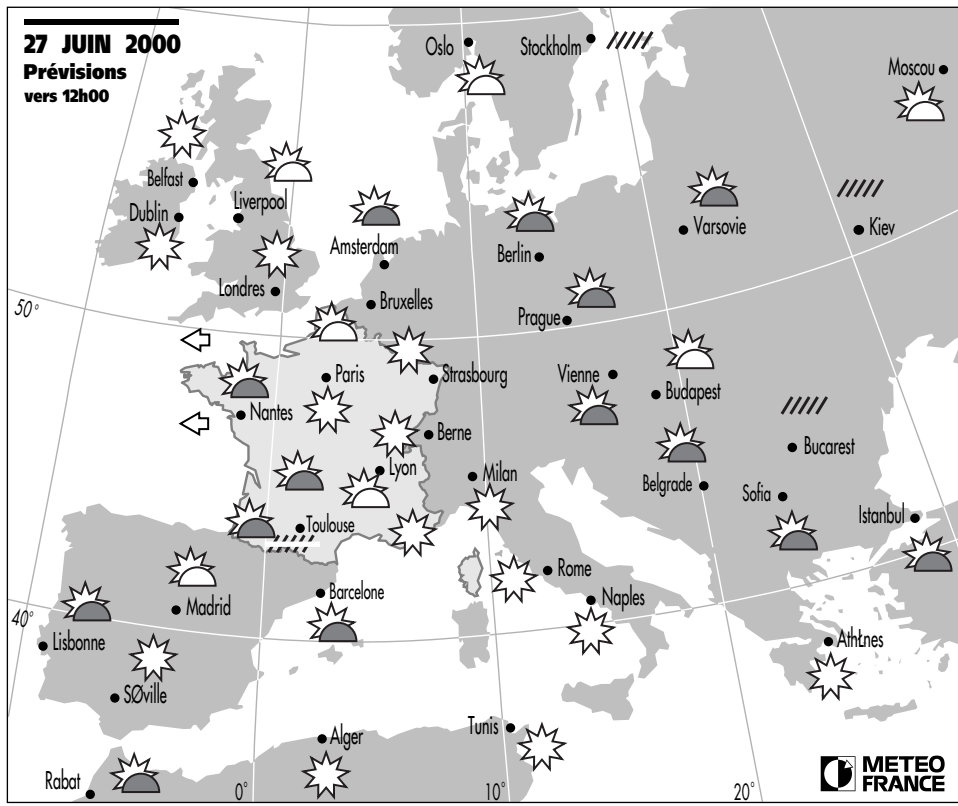 27 JUIN 2000
Prévisions
vers 12h00
Oslo
Stockholm
Moscou
Belfast
Liverpool
Dublin
Varsovie
Kiev
Amsterdam
Berlin
Londres
Bruxelles
50°
Prague
Paris
Strasbourg
Vienne
Budapest
Nantes
Berne
Bucarest
Lyon
Milan
Belgrade
Sofia
Istanbul
Toulouse
Rome
Barcelone
Naples
Madrid
40°
Lisbonne
AthŁnes
SØville
Tunis
Alger
Rabat
0°
10°
20°
METEO
FRANCE